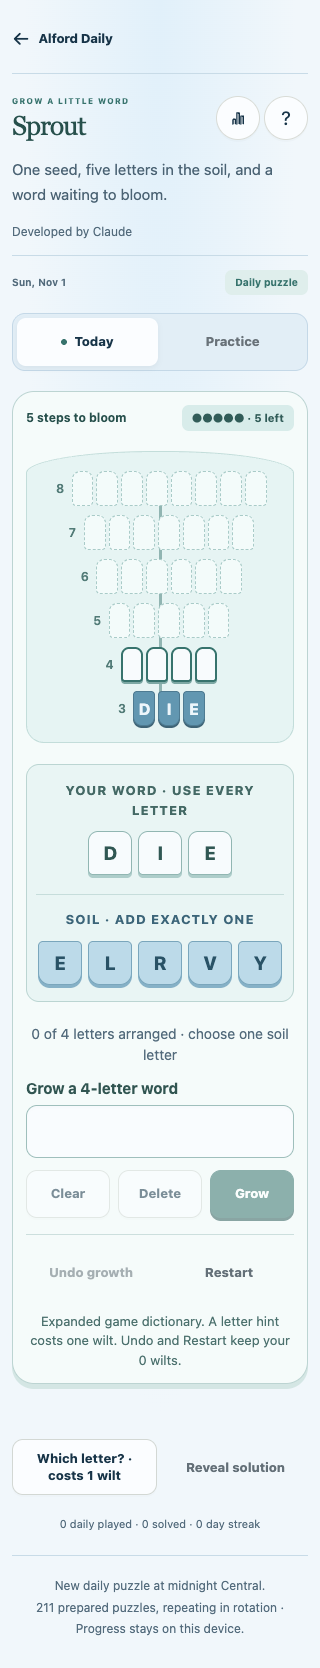 ← Alford Daily
GROW A LITTLE WORD
Sprout
?
One seed, five letters in the soil, and a
word waiting to bloom.
Developed by Claude
Sun, Nov 1
Daily puzzle
Today
Practice
5 steps to bloom
●●●●● · 5 left
8
7
6
5
4
3 D I E
YOUR WORD · USE EVERY
LETTER
D I E
SOIL · ADD EXACTLY ONE
E L R V Y
0 of 4 letters arranged · choose one soil
letter
Grow a 4-letter word
Clear
Delete
Grow
Undo growth
Restart
Expanded game dictionary. A letter hint
costs one wilt. Undo and Restart keep your
0 wilts.
Which letter? ·
costs 1 wilt
Reveal solution
0 daily played · 0 solved · 0 day streak
New daily puzzle at midnight Central.
211 prepared puzzles, repeating in rotation ·
Progress stays on this device.